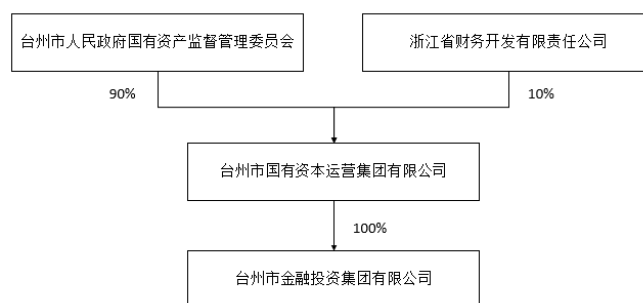 台州市人民政府国有资产监督管理委员会
浙江省财务开发有限责任公司
90%
10%
台州市国有资本运营集团有限公司
100%
台州市金融投资集团有限公司